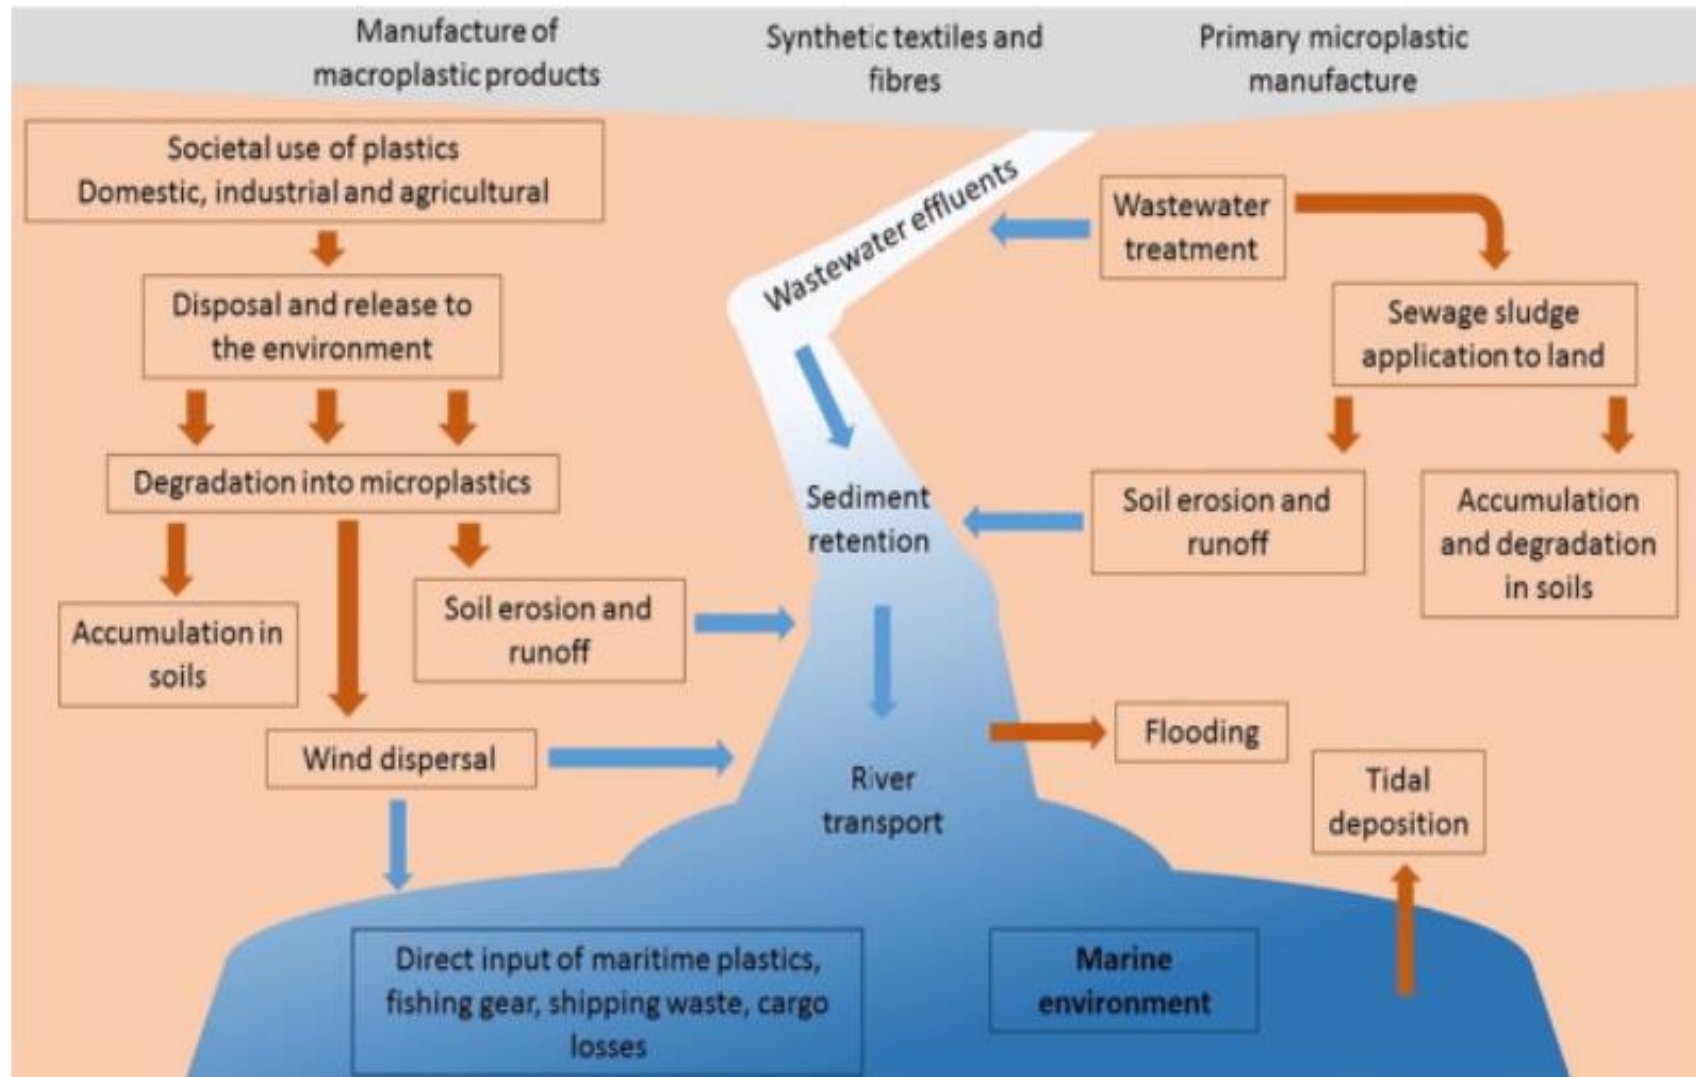 Manufacture of
macroplastic products
Synthetic textiles and
fibres
Primary microplastic
manufacture
Societal use of plastics
Domestic, industrial and agricultural
Disposal and release to
the environment
Degradation into microplastics
Accumulation in
soils
Soil erosion and
runoff
Wind dispersal
Wastewater effluents
Sediment
retention
River
transport
Wastewater
treatment
Sewage sludge
application to land
Soil erosion and
runoff
Accumulation
and degradation
in soils
Flooding
Tidal
deposition
Direct input of maritime plastics,
fishing gear, shipping waste, cargo
losses
Marine
environment